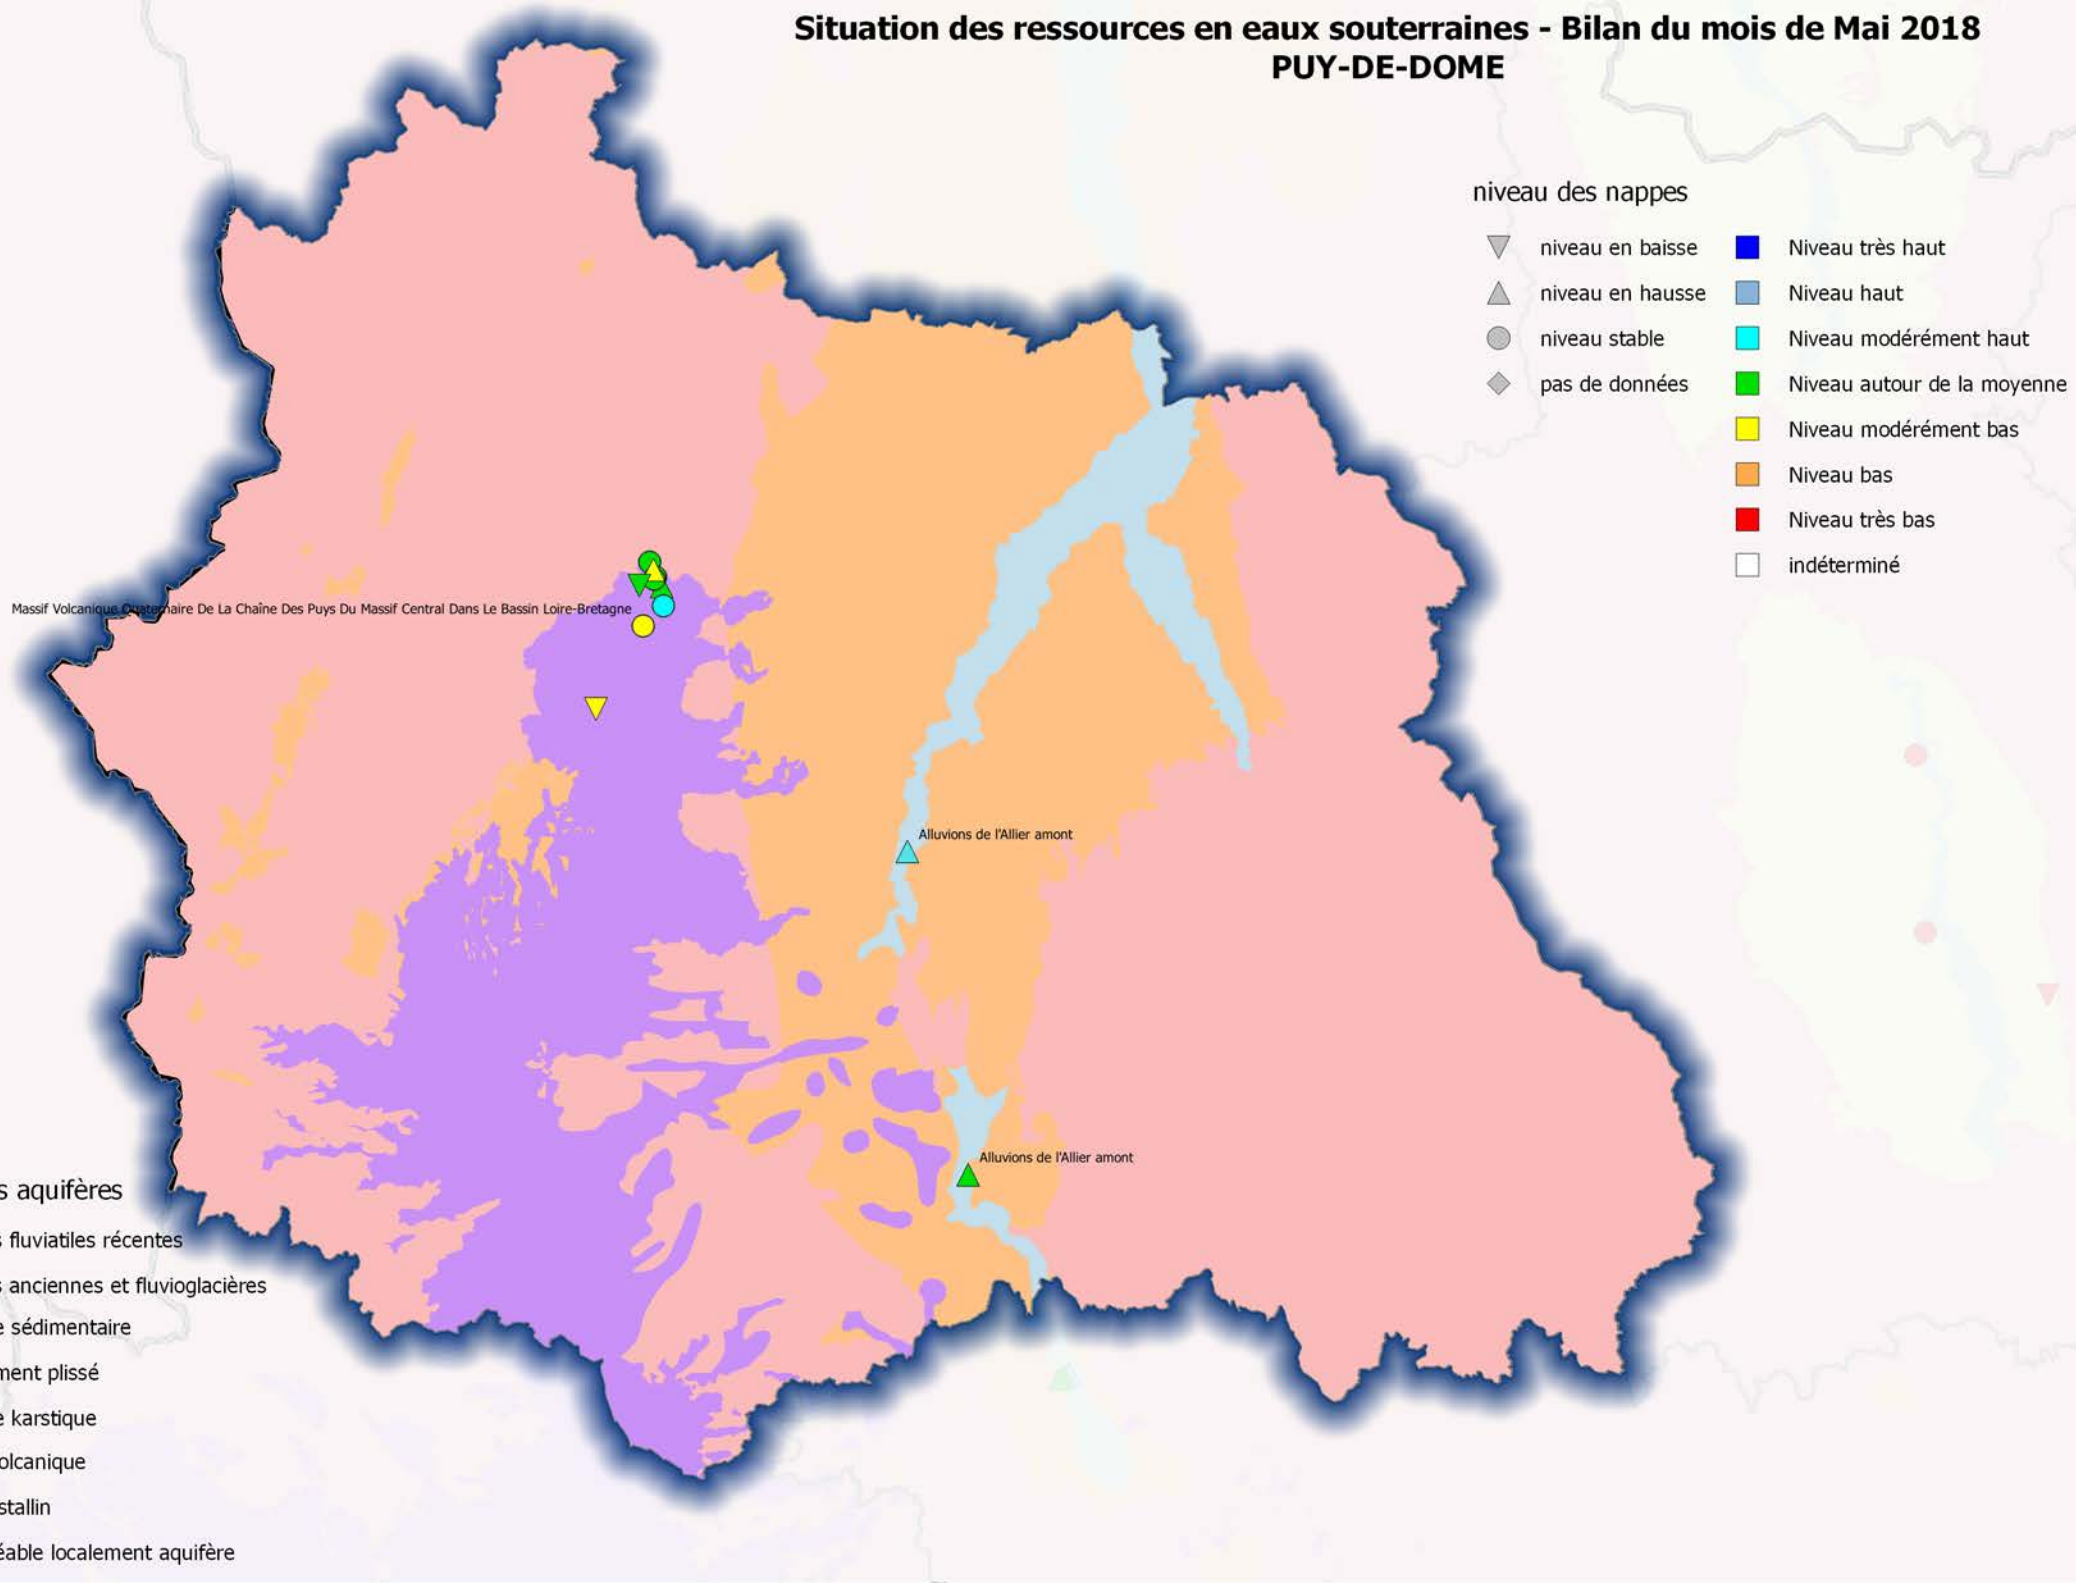 Situation des ressources en eaux souterraines - Bilan du mois de Mai 2018
PUY-DE-DOME
niveau des nappes
niveau en baisse
niveau en hausse
niveau stable
pas de données
Niveau très haut
Niveau haut
Niveau modérément haut
Niveau autour de la moyenne
Niveau modérément bas
Niveau bas
Niveau très bas
indéterminé
Massif Volcanique Quaternaire De La Chaîne Des Puys Du Massif Central Dans Le Bassin Loire-Bretagne
Alluvions de l'Allier amont
Alluvions de l'Allier amont
s aquifères
s fluviatiles récentes
s anciennes et fluvioglacières
e sédimentaire
ment plissé
e karstique
olcanique
stallin
éable localement aquifère